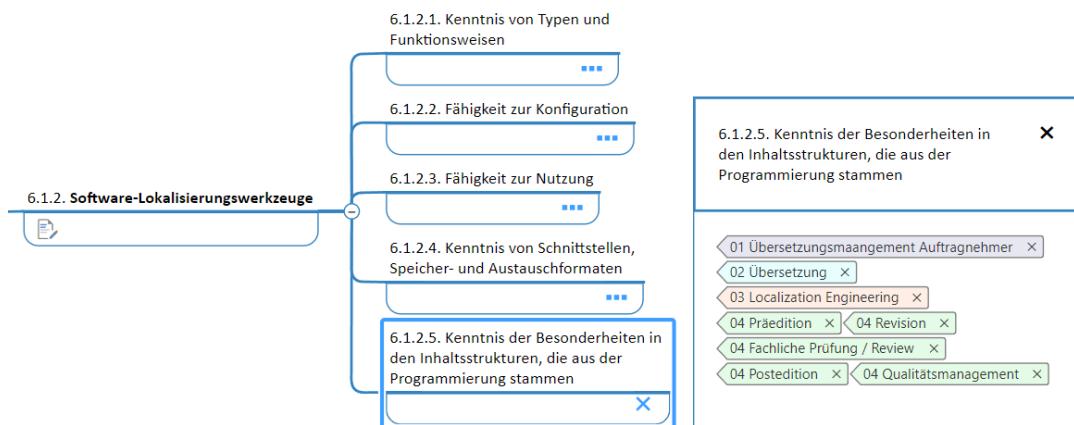 6.1.2. Software-Lokalisierungswerkzeuge
6.1.2.1. Kenntnis von Typen und
Funktionsweisen
6.1.2.2. Fähigkeit zur Konfiguration
6.1.2.3. Fähigkeit zur Nutzung
6.1.2.4. Kenntnis von Schnittstellen,
Speicher- und Austauschformaten
6.1.2.5. Kenntnis der Besonderheiten in
den Inhaltsstrukturen, die aus der
Programmierung stammen
6.1.2.5. Kenntnis der Besonderheiten in
den Inhaltsstrukturen, die aus der
Programmierung stammen
01 Übersetzungsmaangement Auftragnehmer
02 Übersetzung
03 Localization Engineering
04 Präedition 04 Revision
04 Fachliche Prüfung / Review
04 Postedition 04 Qualitätsmanagement